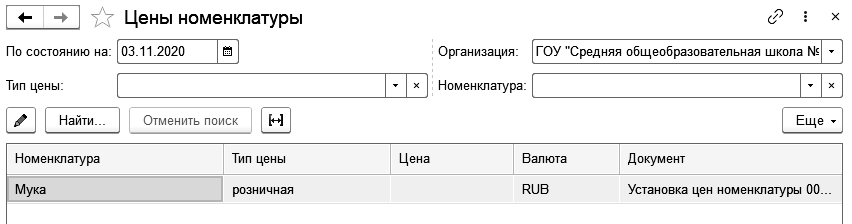 Цены номенклатуры
По состоянию на: 03.11.2020 Организация: ГОУ "Средняя общеобразовательная школа №
Тип цены: Номенклатура:
Найти... Отменить поиск Еще
Номенклатура Тип цены Цена Валюта Документ
Мука розничная RUB Установка цен номенклатуры 00...